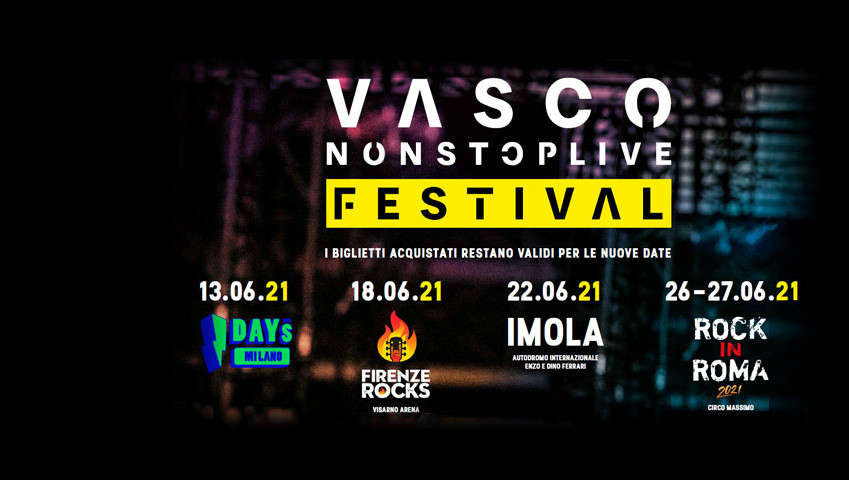 VASCO
NONSTOPLIVE
FESTIVAL
I BIGLIETTI ACQUISTATI RESTANO VALIDI PER LE NUOVE DATE
13.06.21
DAYS
MILANO
18.06.21
FIRENZE
ROCKS
VISARNO ARENA
22.06.21
IMOLA
AUTODROMO INTERNAZIONALE
ENZO E DINO FERRARI
26-27.06.21
ROCK
IN
ROMA
2021
CIRCO MASSIMO